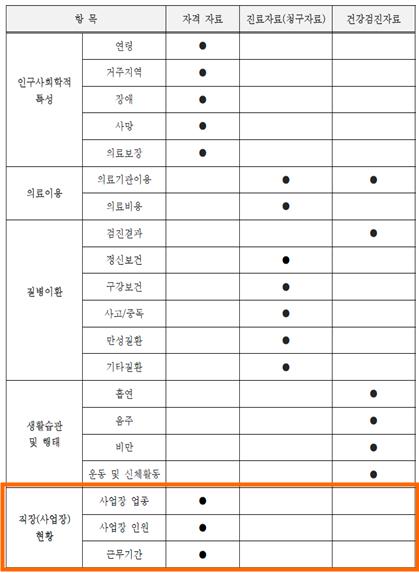 항 목 자격 자료 진료자료(청구자료) 건강검진자료
인구사회학적
특성
연령 ●
거주지역 ●
장애 ●
사망 ●
의료보장 ●
의료이용
의료기관이용 ● ●
의료비용 ●
질병이환
검진결과 ●
정신보건 ●
구강보건 ●
사고/중독 ●
만성질환 ●
기타질환 ●
생활습관
및 행태
흡연 ●
음주 ●
비만 ●
운동 및 신체활동 ●
직장(사업장)
현황
사업장 업종 ●
사업장 인원 ●
근무기간 ●